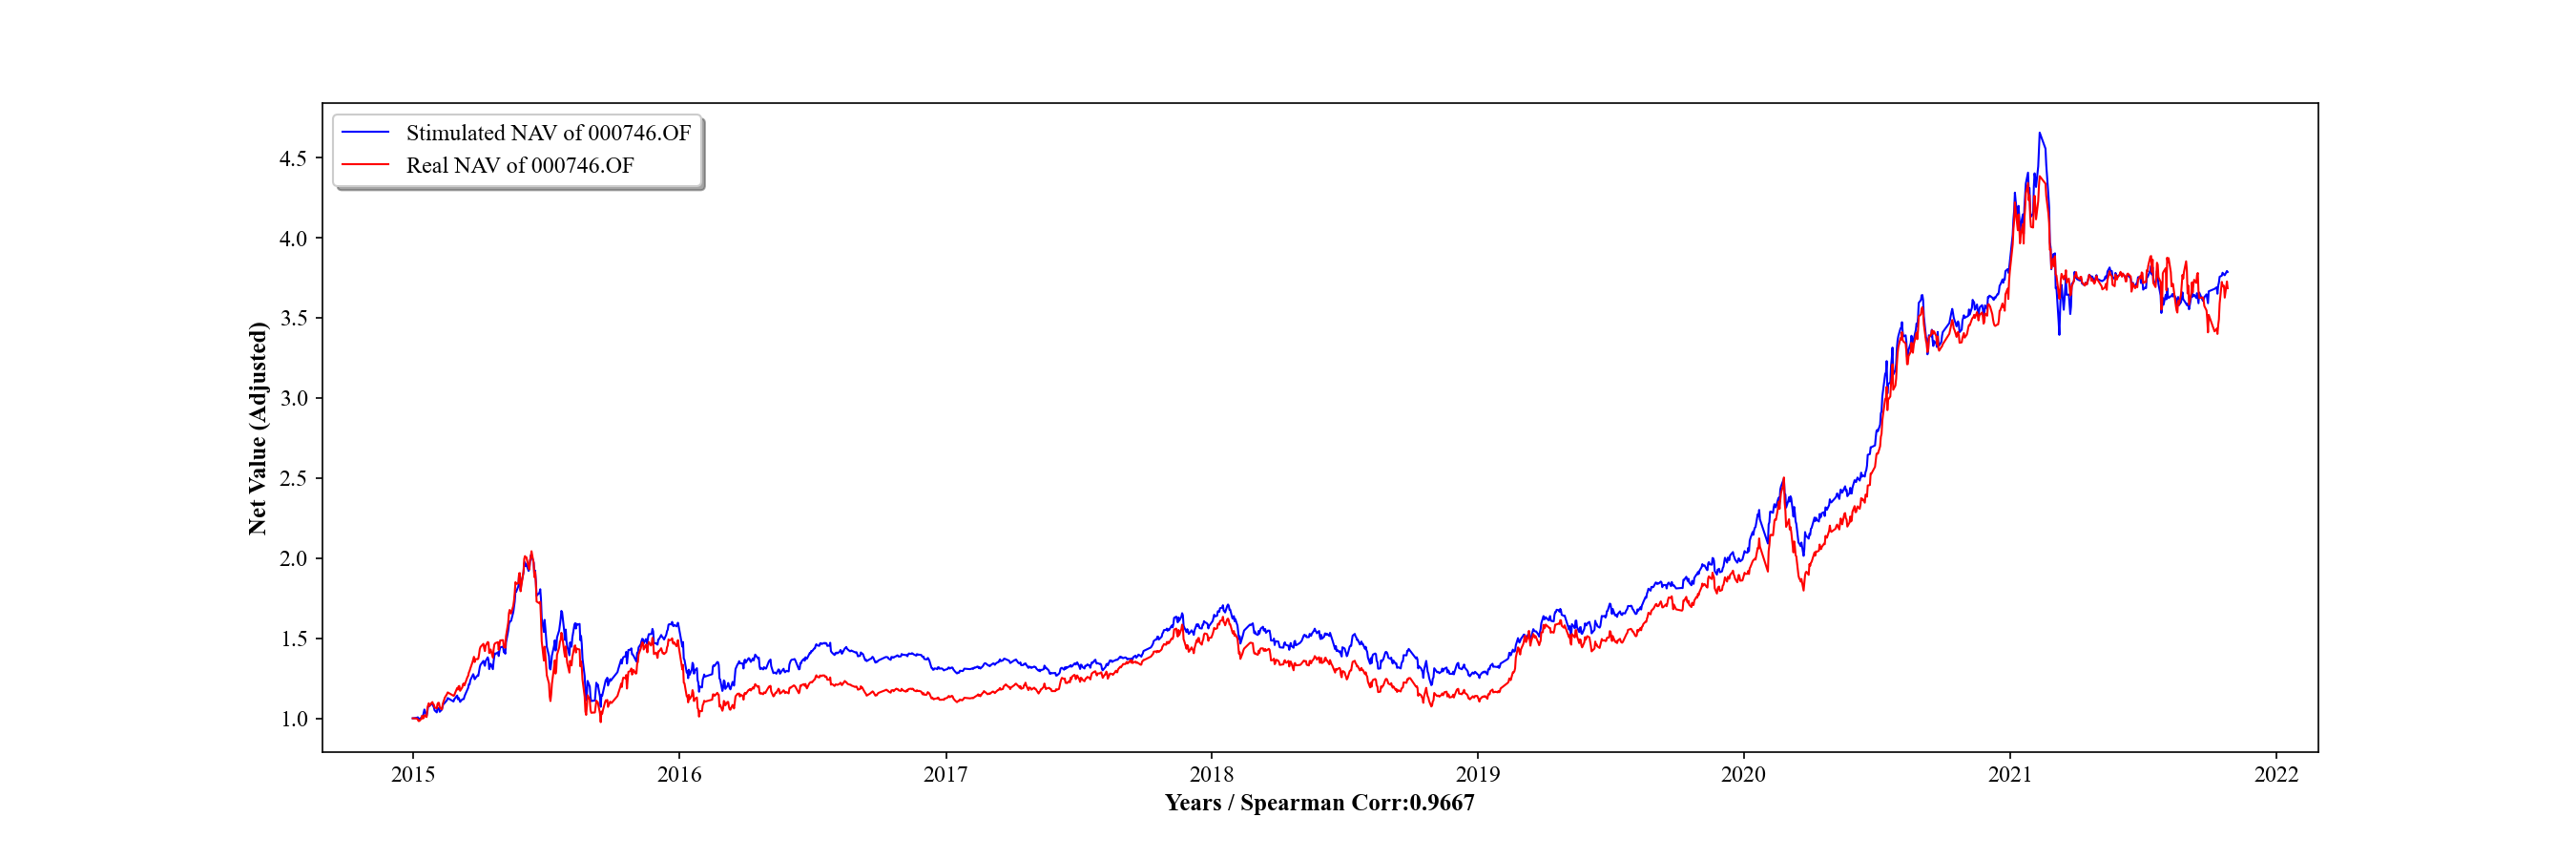 Stimulated NAV of 000746.OF
Real NAV of 000746.OF
4.5
4.0
3.5
3.0
2.5
2.0
1.5
1.0
Net Value (Adjusted)
2015 2016 2017 2018 2019 2020 2021 2022
Years / Spearman Corr:0.9667